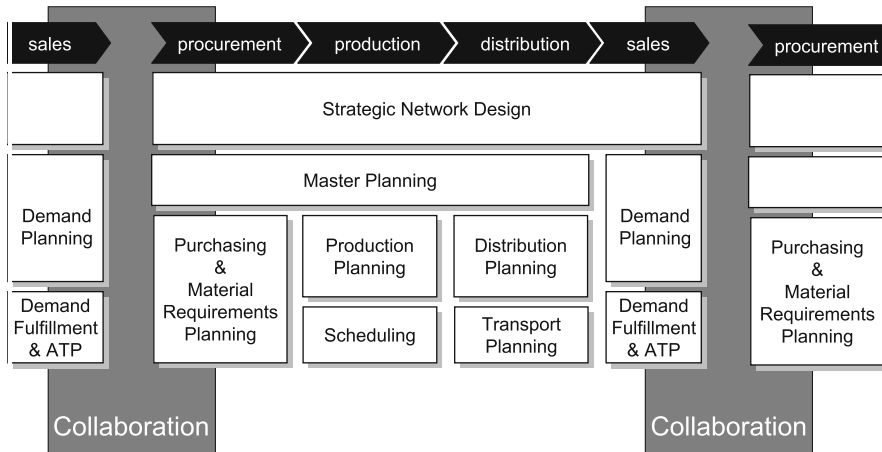 sales
procurement
production
distribution
sales
procurement
Strategic Network Design
Master Planning
Demand
Planning
Demand
Fulfillment
& ATP
Purchasing
&
Material
Requirements
Planning
Production
Planning
Scheduling
Distribution
Planning
Transport
Planning
Demand
Planning
Demand
Fulfillment
& ATP
Purchasing
&
Material
Requirements
Planning
Collaboration
Collaboration